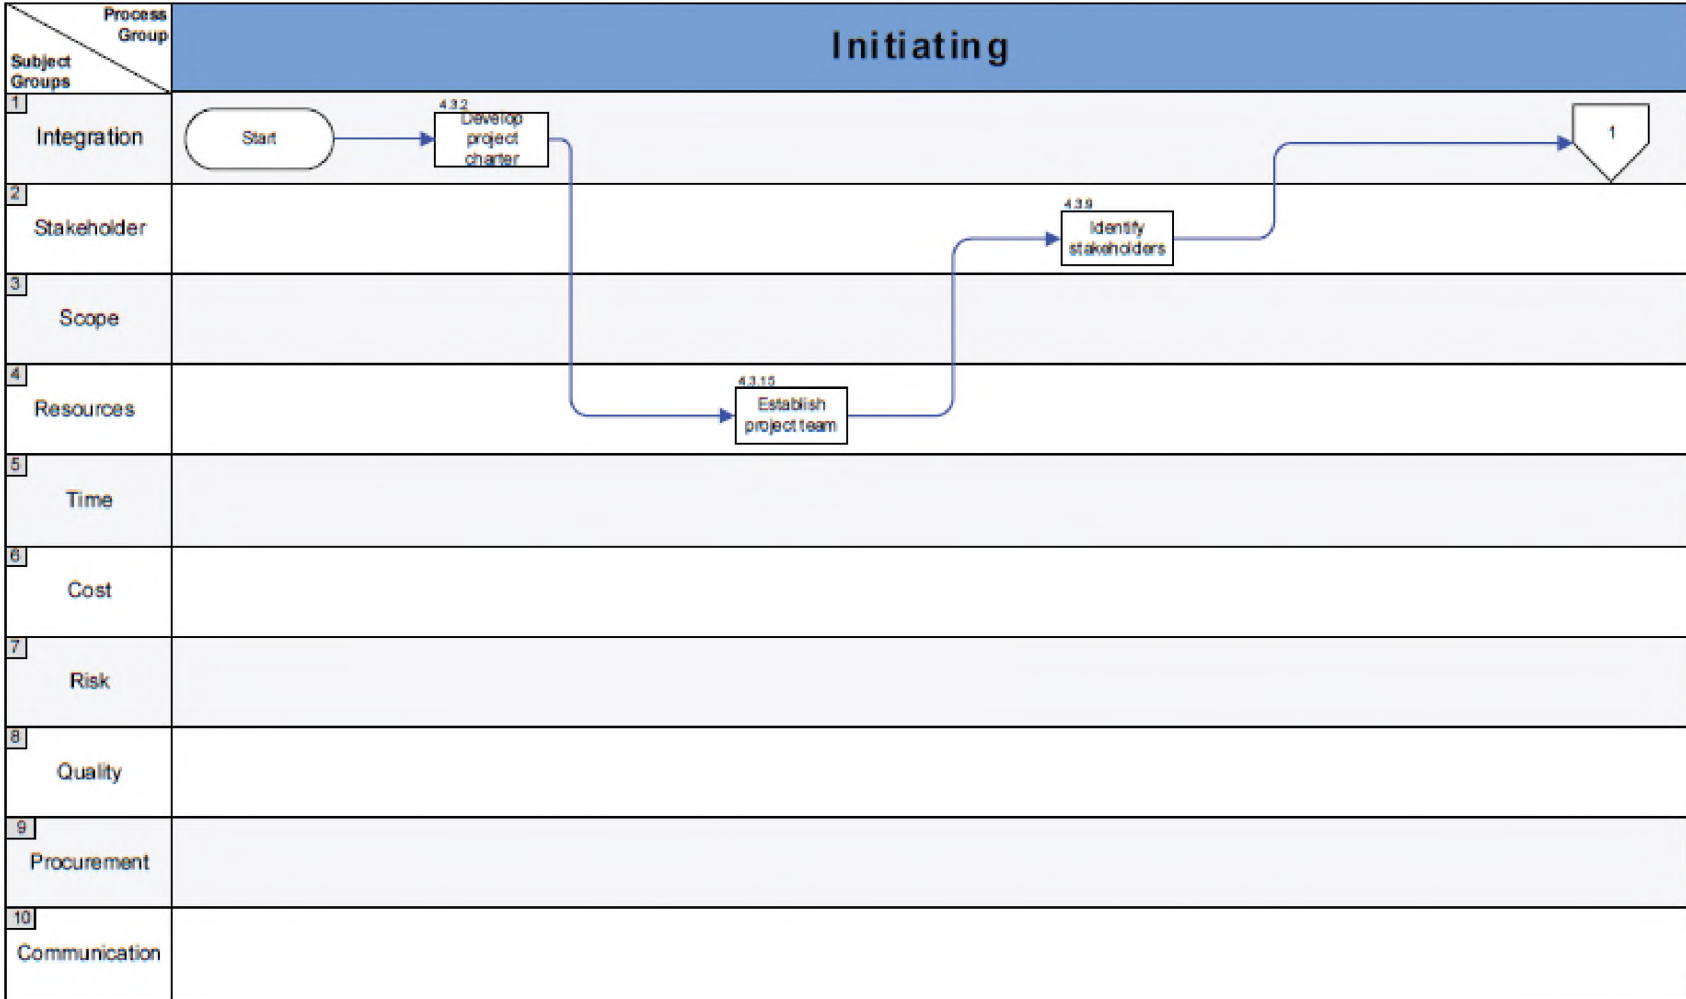 Process
Group
Subject
Groups
Initiating
1
Integration
Start
4.3.2
Develop
project
charter
1
2
Stakeholder
4.3.9
Identify
stakeholders
3
Scope
4
Resources
4.3.15
Establish
project team
5
Time
6
Cost
7
Risk
8
Quality
9
Procurement
10
Communication